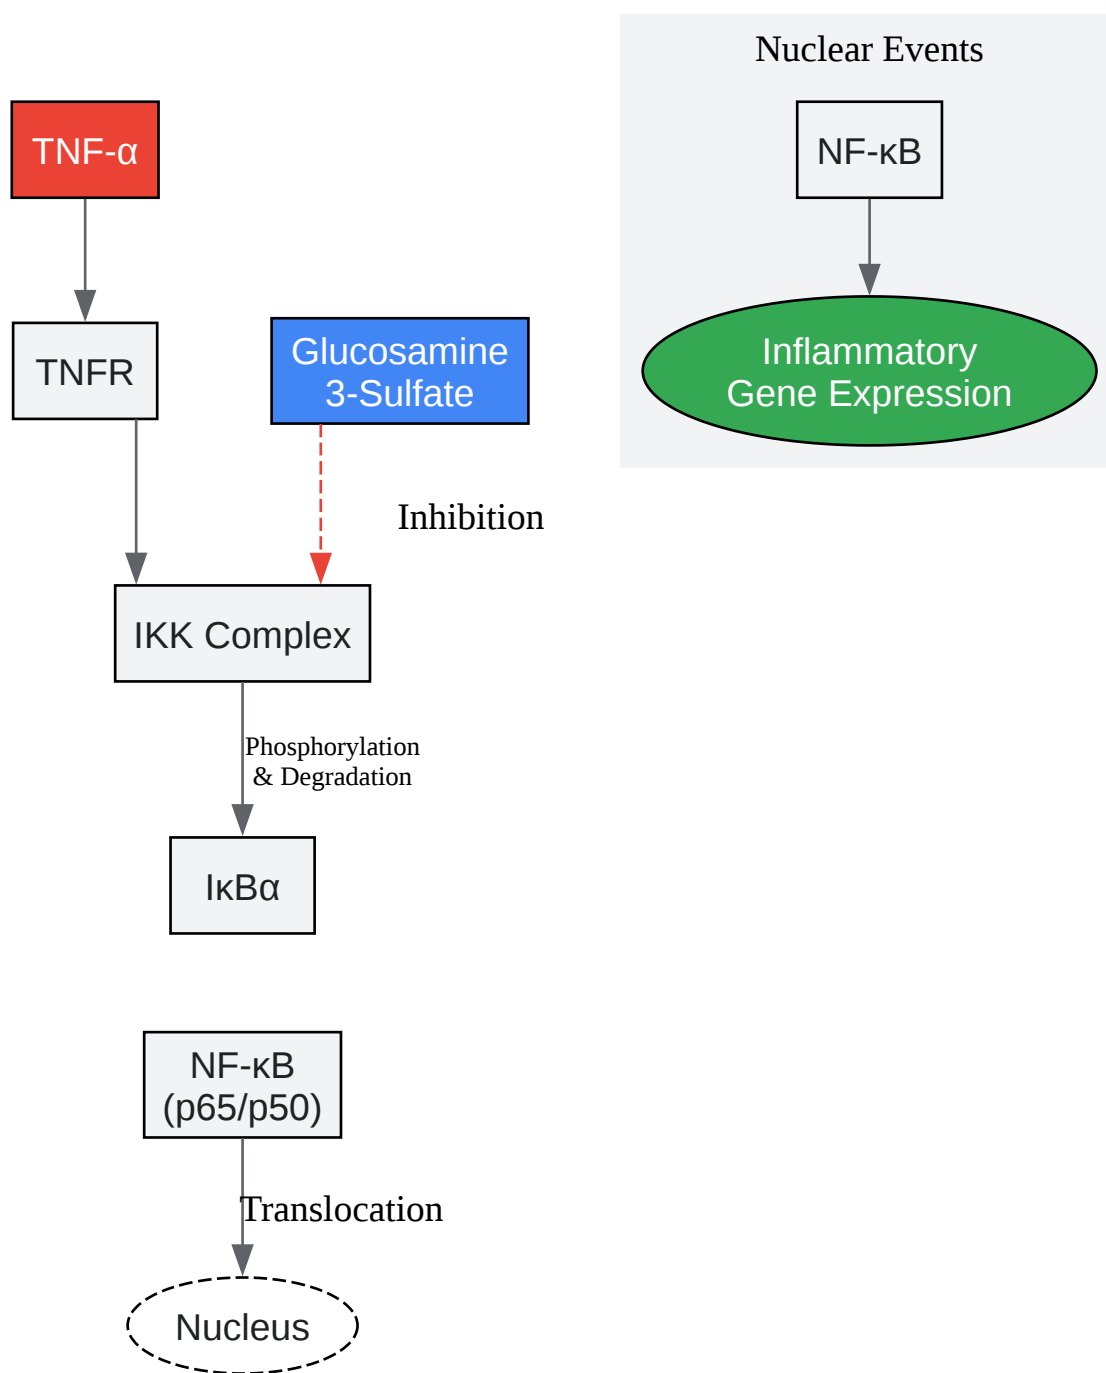 Nuclear Events
TNF-α
NF-κB
TNFR
Glucosamine
3-Sulfate
Inflammatory
Gene Expression
Inhibition
IKK Complex
Phosphorylation
& Degradation
IκBα
NF-κB
(p65/p50)
Translocation
Nucleus